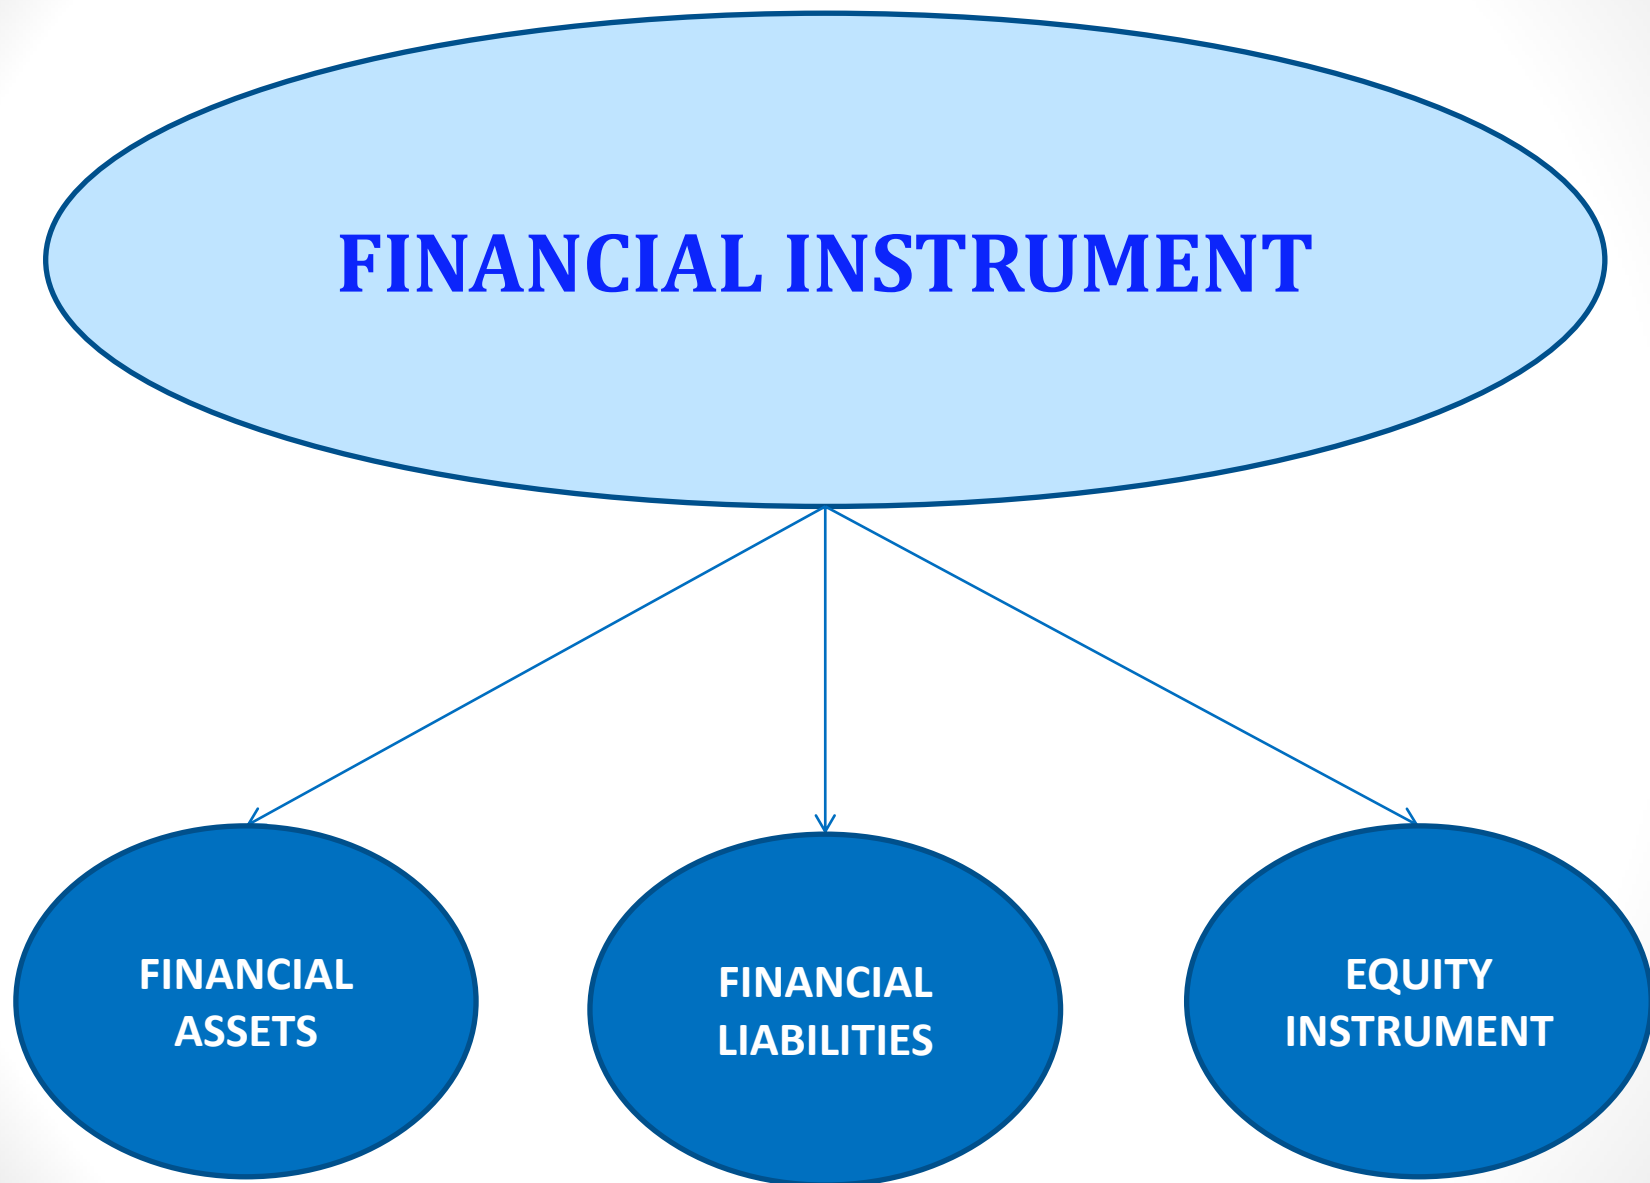 FINANCIAL INSTRUMENT
FINANCIAL
ASSETS
FINANCIAL
LIABILITIES
EQUITY
INSTRUMENT